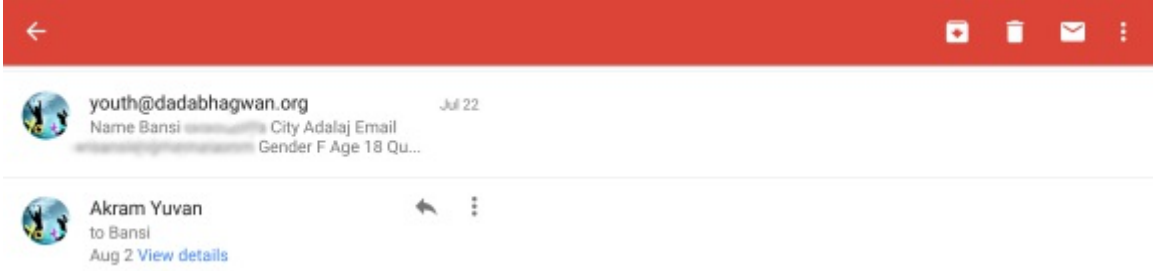 youth@dadabhagwan.org Jul 22
Name Bansi City Adalaj Email
Gender F Age 18 Qu...
Akram Yuvan
to Bansi
Aug 2 View details